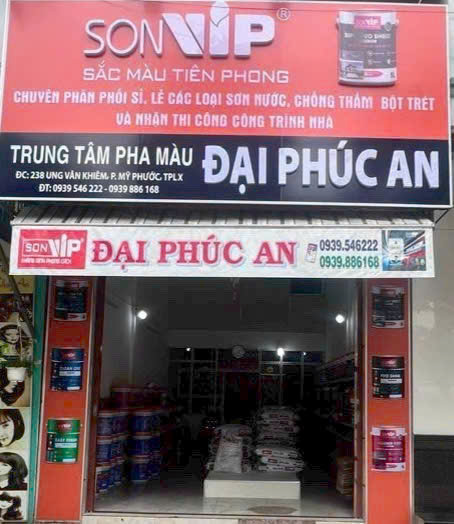 SONVIP®
SẮC MÀU TIÊN PHONG
CHUYÊN PHÂN PHỐI SỈ, LẺ CÁC LOẠI SƠN NƯỚC, CHỐNG THẤM BỘT TRÉT
VÀ NHẬN THI CÔNG CÔNG TRÌNH NHÀ
TRUNG TÂM PHA MÀU
ĐẠI PHÚC AN
ĐC: 238 UNG VĂN KHIÊM, P. MỸ PHƯỚC, TPLX
ĐT: 0939 546 222 - 0939 886 168
SON VIP
ĐẠI PHÚC AN
0939.546222
0939.886168